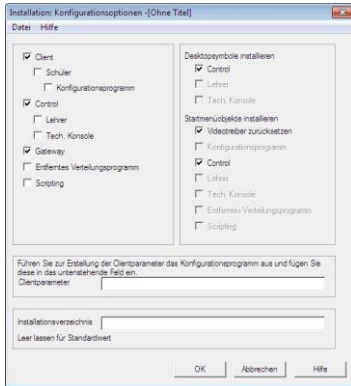 Installation: Konfigurationsoptionen -[Ohne Titel]
Datei Hilfe
Client
Schüler
Konfigurationsprogramm
Control
Lehrer
Tech. Konsole
Gateway
Entferntes Verteilungsprogramm
Scripting
Desktopsymbole installieren
Control
Lehrer
Tech. Konsole
Startmenüobjekte installieren
Videotreiber zurücksetzen
Konfigurationsprogramm
Control
Lehrer
Tech. Konsole
Entferntes Verteilungsprogramm
Scripting
Führen Sie zur Erstellung der Clientparameter das Konfigurationsprogramm aus und fügen Sie
diese in das untenstehende Feld ein.
Clientparameter
Installationsverzeichnis
Leer lassen für Standardwert
OK Abbrechen Hilfe